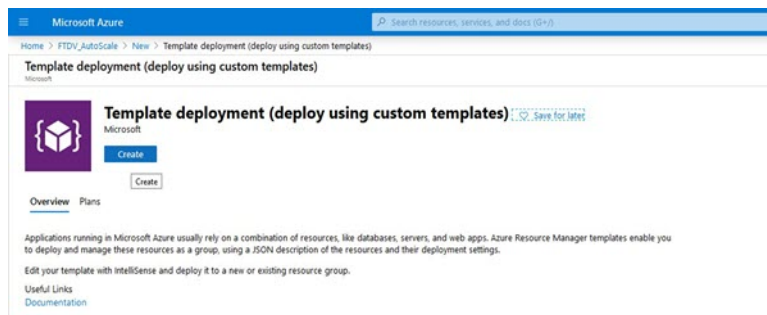 Microsoft Azure
Search resources, services, and docs (G+/)
Home > FTDV_AutoScale > New > Template deployment (deploy using custom templates)
Template deployment (deploy using custom templates)
Microsoft
Template deployment (deploy using custom templates)
Save for later
Microsoft
Create
Create
Overview Plans
Applications running in Microsoft Azure usually rely on a combination of resources, like databases, servers, and web apps. Azure Resource Manager templates enable you
to deploy and manage these resources as a group, using a JSON description of the resources and their deployment settings.
Edit your template with IntelliSense and deploy it to a new or existing resource group.
Useful Links
Documentation